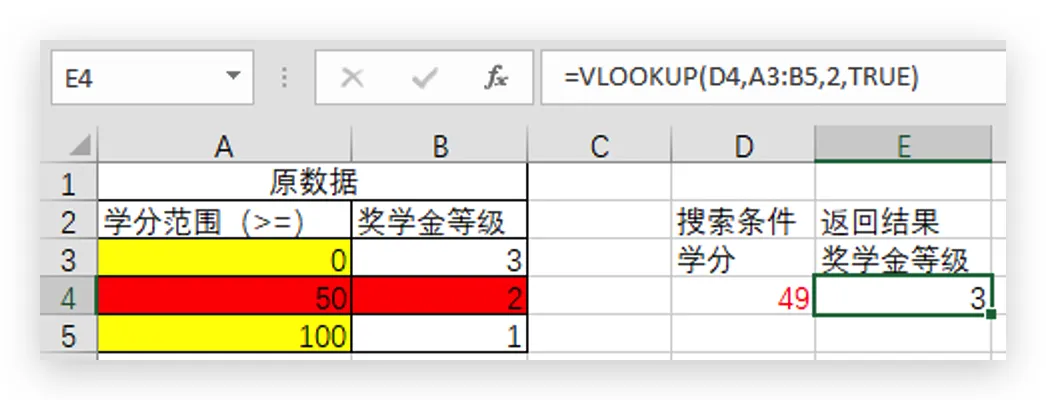 E4 fx =VLOOKUP(D4,A3:B5,2,TRUE)
A B C D E
1 原数据
2 学分范围（>=） 奖学金等级 搜索条件 返回结果
3 0 3 学分 奖学金等级
4 50 2 49 3
5 100 1